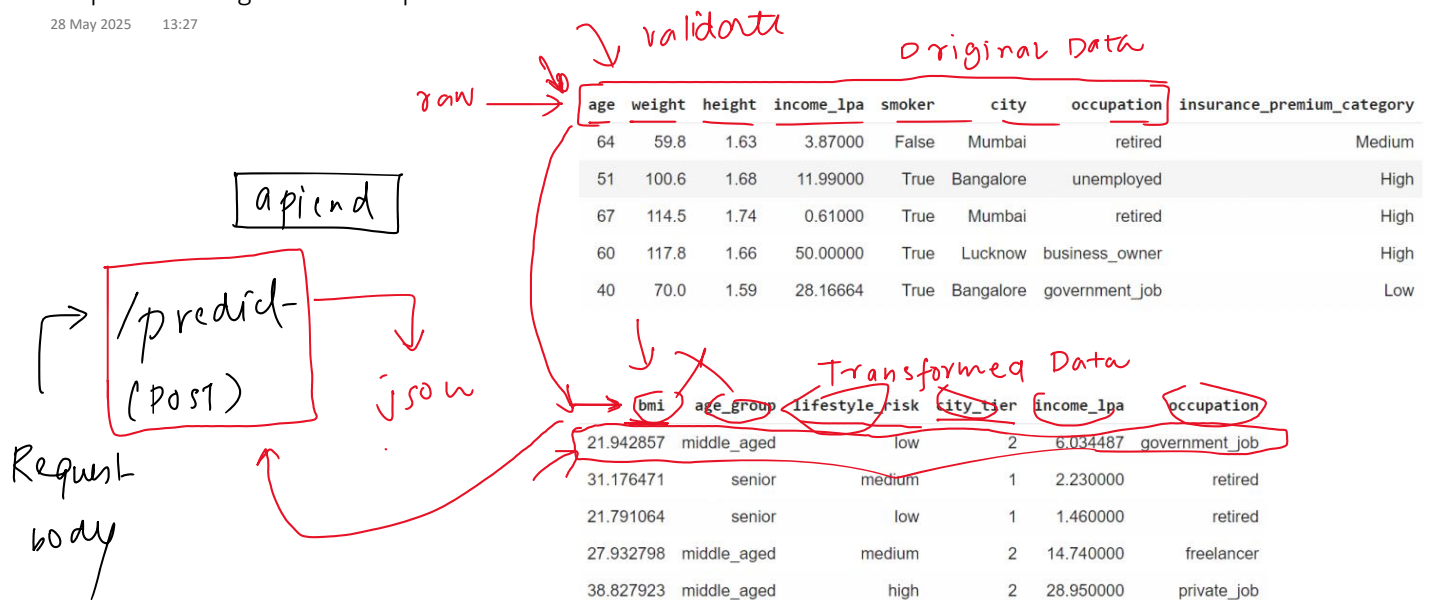 28 May 2025 13:27
validate
Original Data
raw
age weight height income_lpa smoker city occupation insurance_premium_category
64 59.8 1.63 3.87000 False Mumbai retired Medium
51 100.6 1.68 11.99000 True Bangalore unemployed High
67 114.5 1.74 0.61000 True Mumbai retired High
60 117.8 1.66 50.00000 True Lucknow business_owner High
40 70.0 1.59 28.16664 True Bangalore government_job Low
/predict
(POST)
json
Request
body
Transformed Data
bmi age_group lifestyle_risk city_tier income_lpa occupation
21.942857 middle_aged low 2 6.034487 government_job
31.176471 senior medium 1 2.230000 retired
21.791064 senior low 1 1.460000 retired
27.932798 middle_aged medium 2 14.740000 freelancer
38.827923 middle_aged high 2 28.950000 private_job